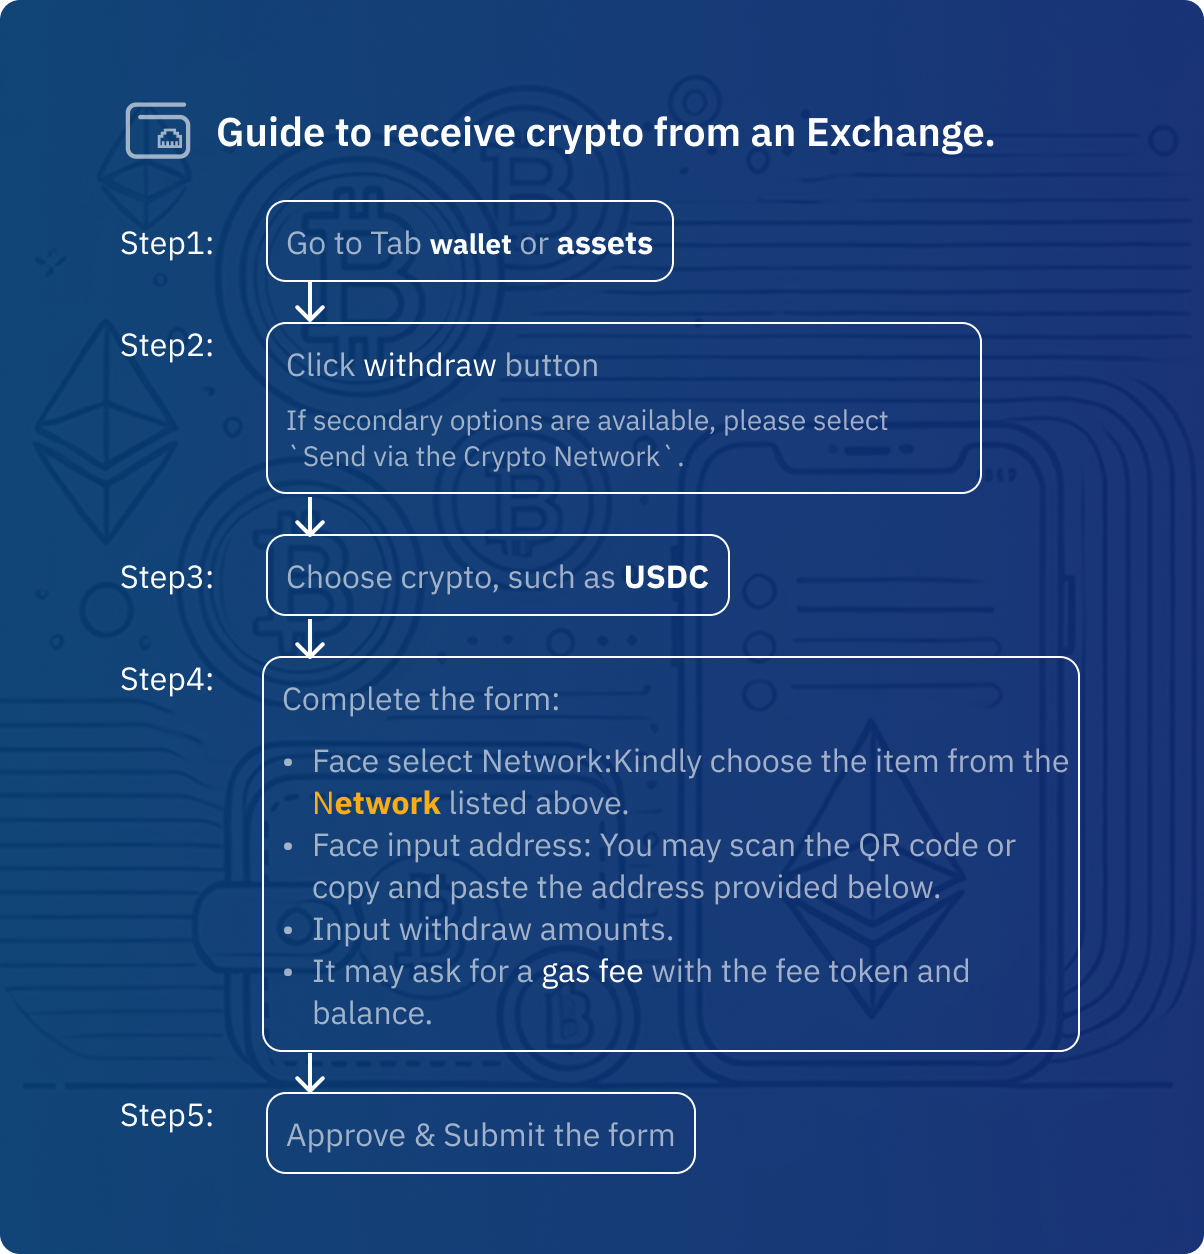 Guide to receive crypto from an Exchange.
Step1:
Go to Tab wallet or assets
Step2:
Click withdraw button
If secondary options are available, please select
`Send via the Crypto Network`.
Step3:
Choose crypto, such as USDC
Step4:
Complete the form:
• Face select Network:Kindly choose the item from the
Network listed above.
• Face input address: You may scan the QR code or
copy and paste the address provided below.
• Input withdraw amounts.
• It may ask for a gas fee with the fee token and
balance.
Step5:
Approve & Submit the form